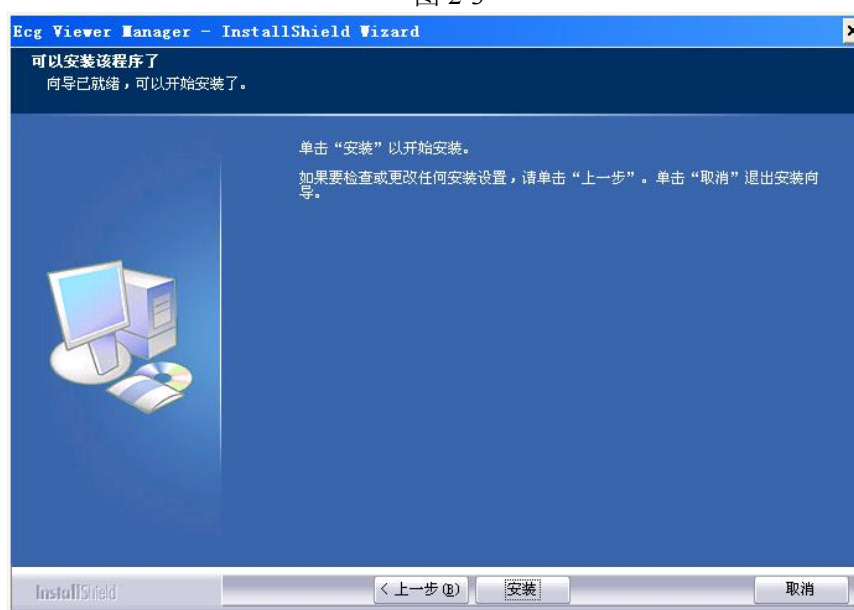 图 2-3
Ecg Viewer Manager - InstallShield Wizard
可以安装该程序了
向导已就绪，可以开始安装了。
单击“安装”以开始安装。
如果要检查或更改任何安装设置，请单击“上一步”。单击“取消”退出安装向
导。
InstallShield
< 上一步(B)
安装
取消